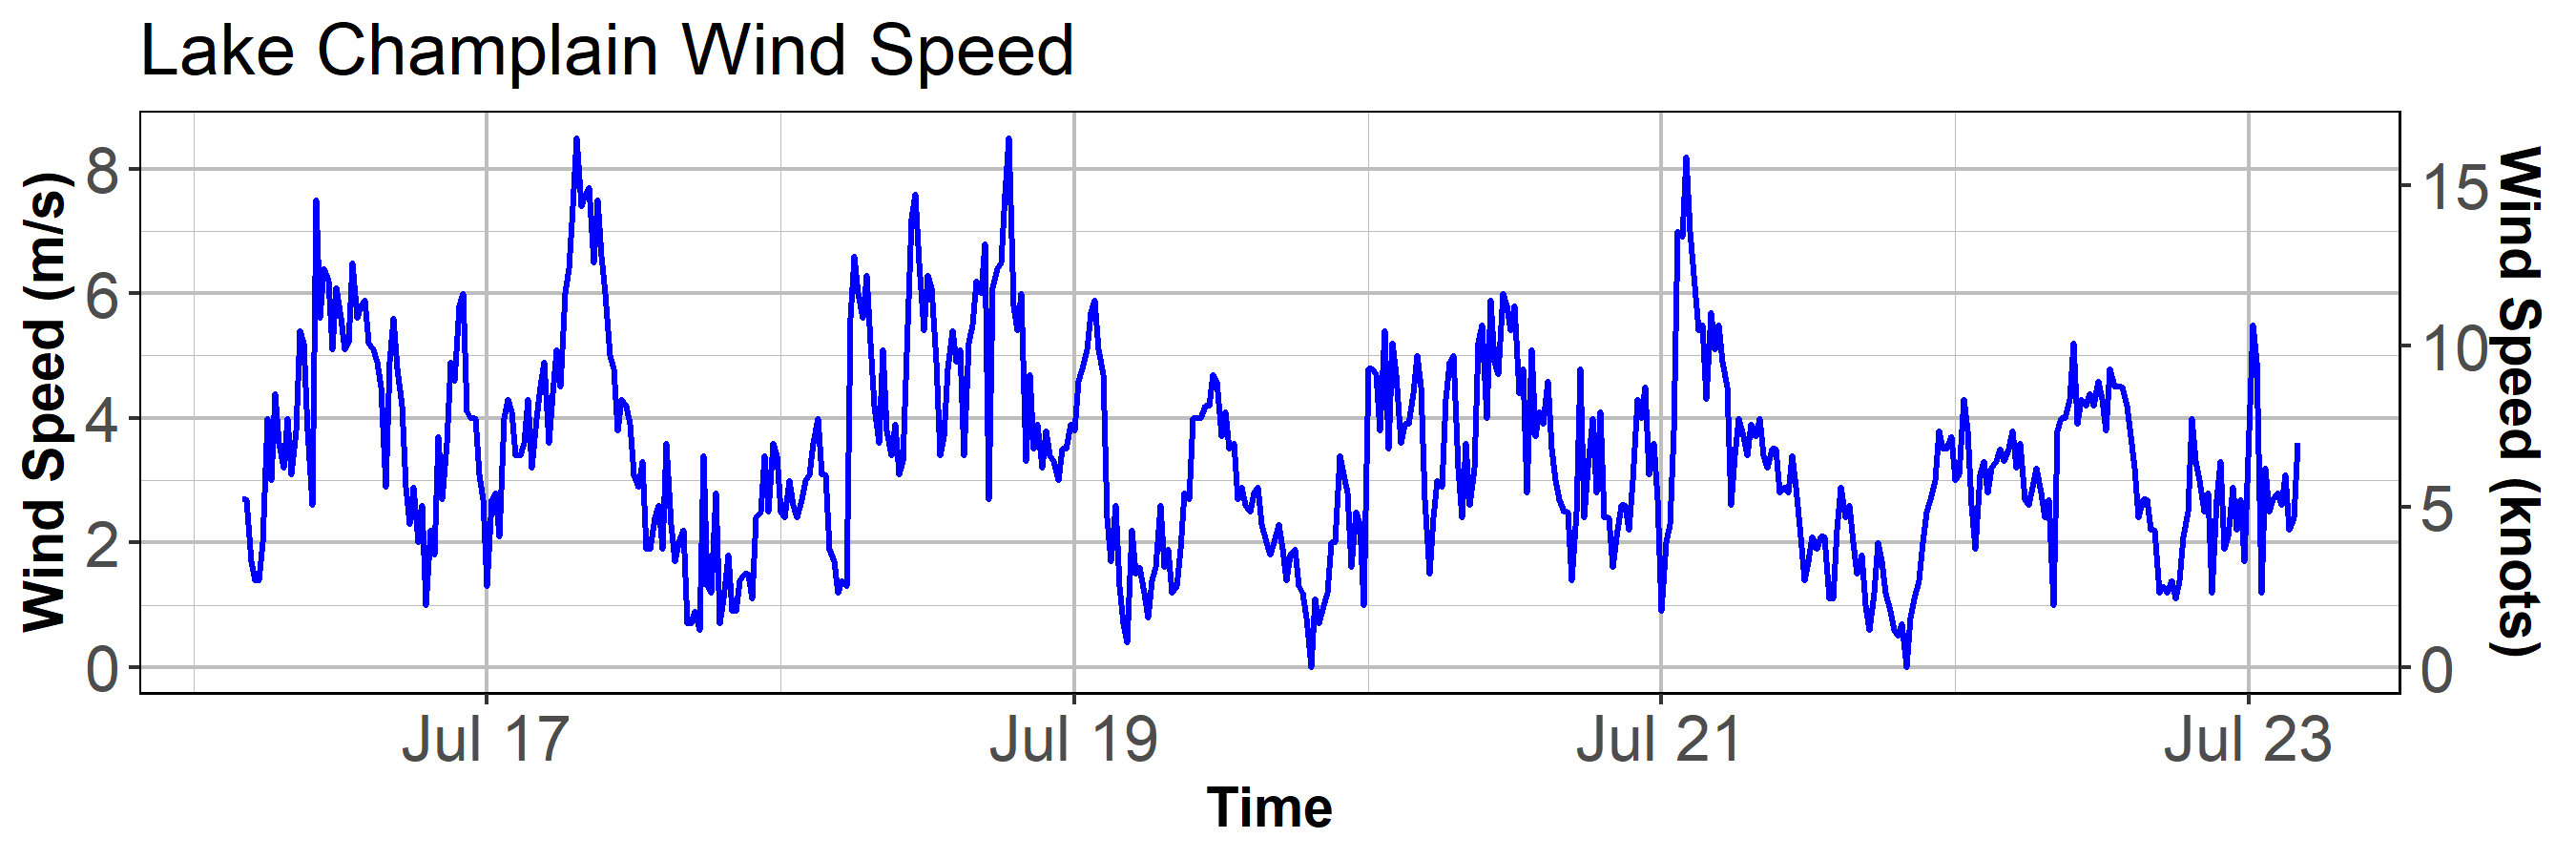 Lake Champlain Wind Speed
Wind Speed (m/s)
8
6
4
2
0
15
10
5
0
Wind Speed (knots)
Jul 17 Jul 19 Jul 21 Jul 23
Time